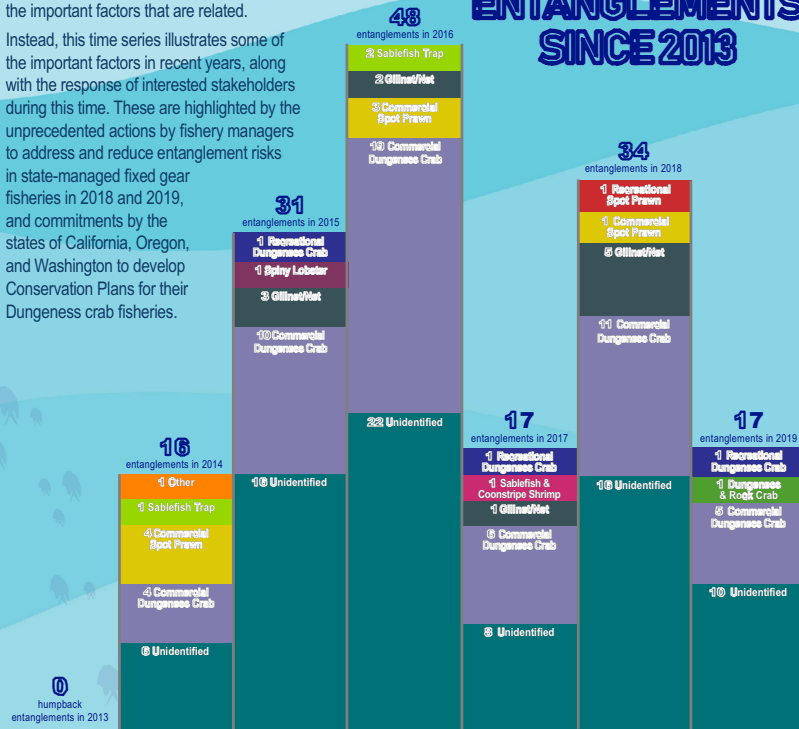 the important factors that are related.
Instead, this time series illustrates some of
the important factors in recent years, along
with the response of interested stakeholders
during this time. These are highlighted by the
unprecedented actions by fishery managers
to address and reduce entanglement risks
in state-managed fixed gear
fisheries in 2018 and 2019,
and commitments by the
states of California, Oregon,
and Washington to develop
Conservation Plans for their
Dungeness crab fisheries.
ENTANGLEMENTS
SINCE 2013
0
humpback
entanglements in 2013
16
entanglements in 2014
1 Other
1 Sablefish Trap
4 Commercial
Spot Prawn
4 Commercial
Dungeness Crab
6 Unidentified
31
entanglements in 2015
1 Recreational
Dungeness Crab
1 Spiny Lobster
3 Gillnet/Net
10 Commercial
Dungeness Crab
16 Unidentified
48
entanglements in 2016
2 Sablefish Trap
2 Gillnet/Net
3 Commercial
Spot Prawn
19 Commercial
Dungeness Crab
22 Unidentified
17
entanglements in 2017
1 Recreational
Dungeness Crab
1 Sablefish &
Coonstripe Shrimp
1 Gillnet/Net
6 Commercial
Dungeness Crab
8 Unidentified
34
entanglements in 2018
1 Recreational
Spot Prawn
1 Commercial
Spot Prawn
5 Gillnet/Net
11 Commercial
Dungeness Crab
16 Unidentified
17
entanglements in 2019
1 Recreational
Dungeness Crab
1 Dungeness
& Rock Crab
5 Commercial
Dungeness Crab
10 Unidentified